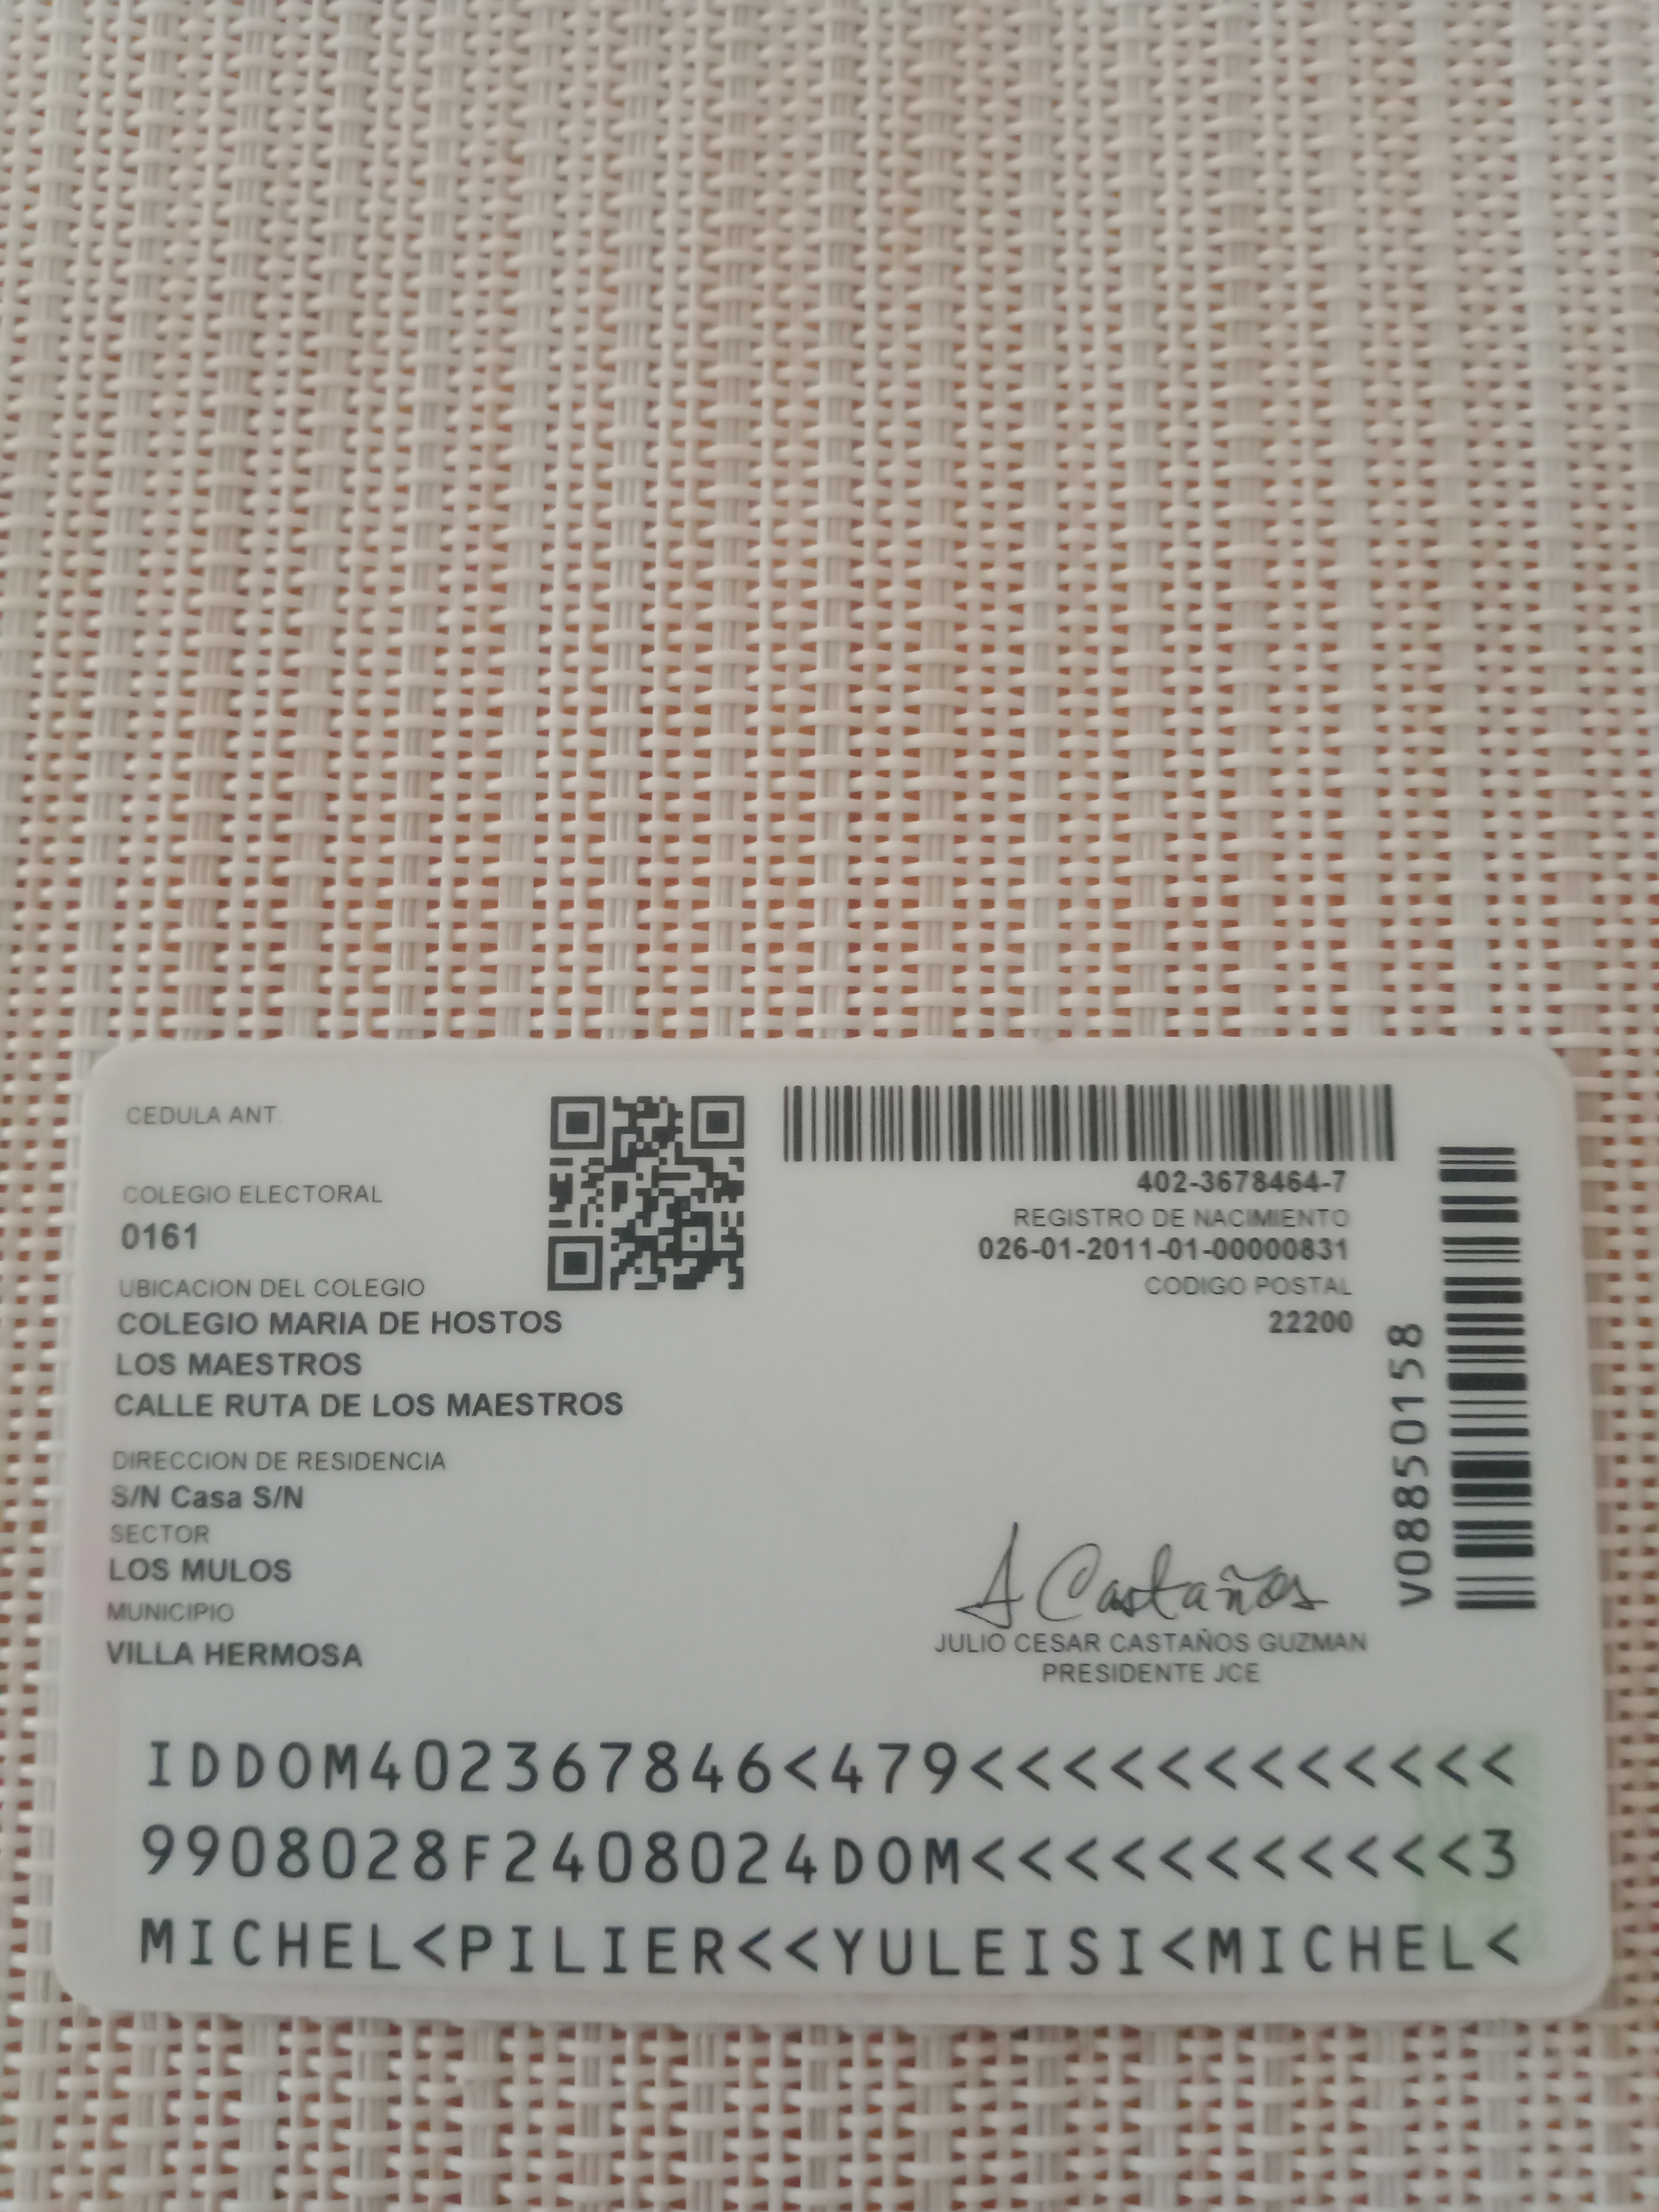 CEDULA ANT.
COLEGIO ELECTORAL
0161
UBICACION DEL COLEGIO
COLEGIO MARIA DE HOSTOS
LOS MAESTROS
CALLE RUTA DE LOS MAESTROS
DIRECCION DE RESIDENCIA
S/N Casa S/N
SECTOR
LOS MULOS
MUNICIPIO
VILLA HERMOSA
402-3678464-7
REGISTRO DE NACIMIENTO
026-01-2011-01-00000831
CODIGO POSTAL
22200
V08850158
A Castaños
JULIO CESAR CASTAÑOS GUZMAN
PRESIDENTE JCE
IDDOM402367846<479<<<<<<<<<<<<
9908028F2408024DOM<<<<<<<<<<<3
MICHEL<PILIER<<YULEISI<MICHEL<